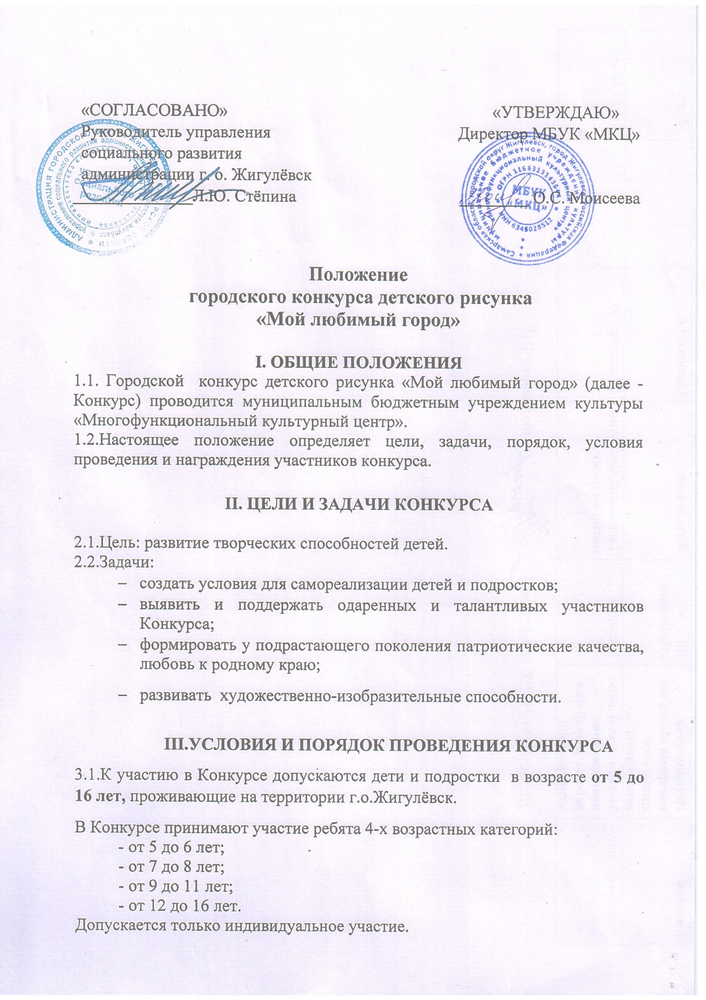 «СОГЛАСОВАНО»
Руководитель управления
социального развития
администрации г. о. Жигулёвск
Л.Ю. Стёпина
«УТВЕРЖДАЮ»
Директор МБУК «МКЦ»
О.С. Моисеева
МБУК
«МКЦ»
Положение
городского конкурса детского рисунка
«Мой любимый город»
I. ОБЩИЕ ПОЛОЖЕНИЯ
1.1. Городской конкурс детского рисунка «Мой любимый город» (далее -
Конкурс) проводится муниципальным бюджетным учреждением культуры
«Многофункциональный культурный центр».
1.2.Настоящее положение определяет цели, задачи, порядок, условия
проведения и награждения участников конкурса.
II. ЦЕЛИ И ЗАДАЧИ КОНКУРСА
2.1.Цель: развитие творческих способностей детей.
2.2.Задачи:
– создать условия для самореализации детей и подростков;
– выявить и поддержать одаренных и талантливых участников
Конкурса;
– формировать у подрастающего поколения патриотические качества,
любовь к родному краю;
– развивать художественно-изобразительные способности.
III.УСЛОВИЯ И ПОРЯДОК ПРОВЕДЕНИЯ КОНКУРСА
3.1.К участию в Конкурсе допускаются дети и подростки в возрасте от 5 до
16 лет, проживающие на территории г.о.Жигулёвск.
В Конкурсе принимают участие ребята 4-х возрастных категорий:
- от 5 до 6 лет;
- от 7 до 8 лет;
- от 9 до 11 лет;
- от 12 до 16 лет.
Допускается только индивидуальное участие.